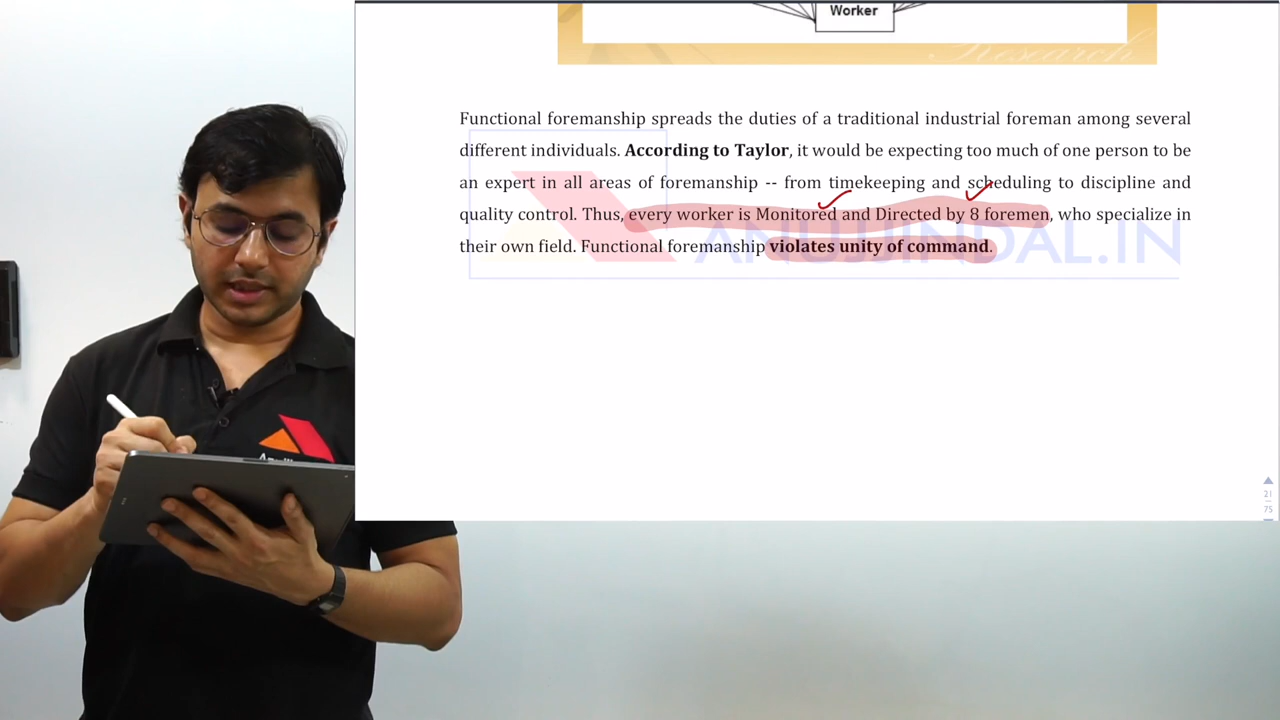 Worker
Research
Functional foremanship spreads the duties of a traditional industrial foreman among several
different individuals. According to Taylor, it would be expecting too much of one person to be
an expert in all areas of foremanship -- from timekeeping and scheduling to discipline and
quality control. Thus, every worker is Monitored and Directed by 8 foremen, who specialize in
their own field. Functional foremanship violates unity of command.
ANUJJINDAL.IN
21
75